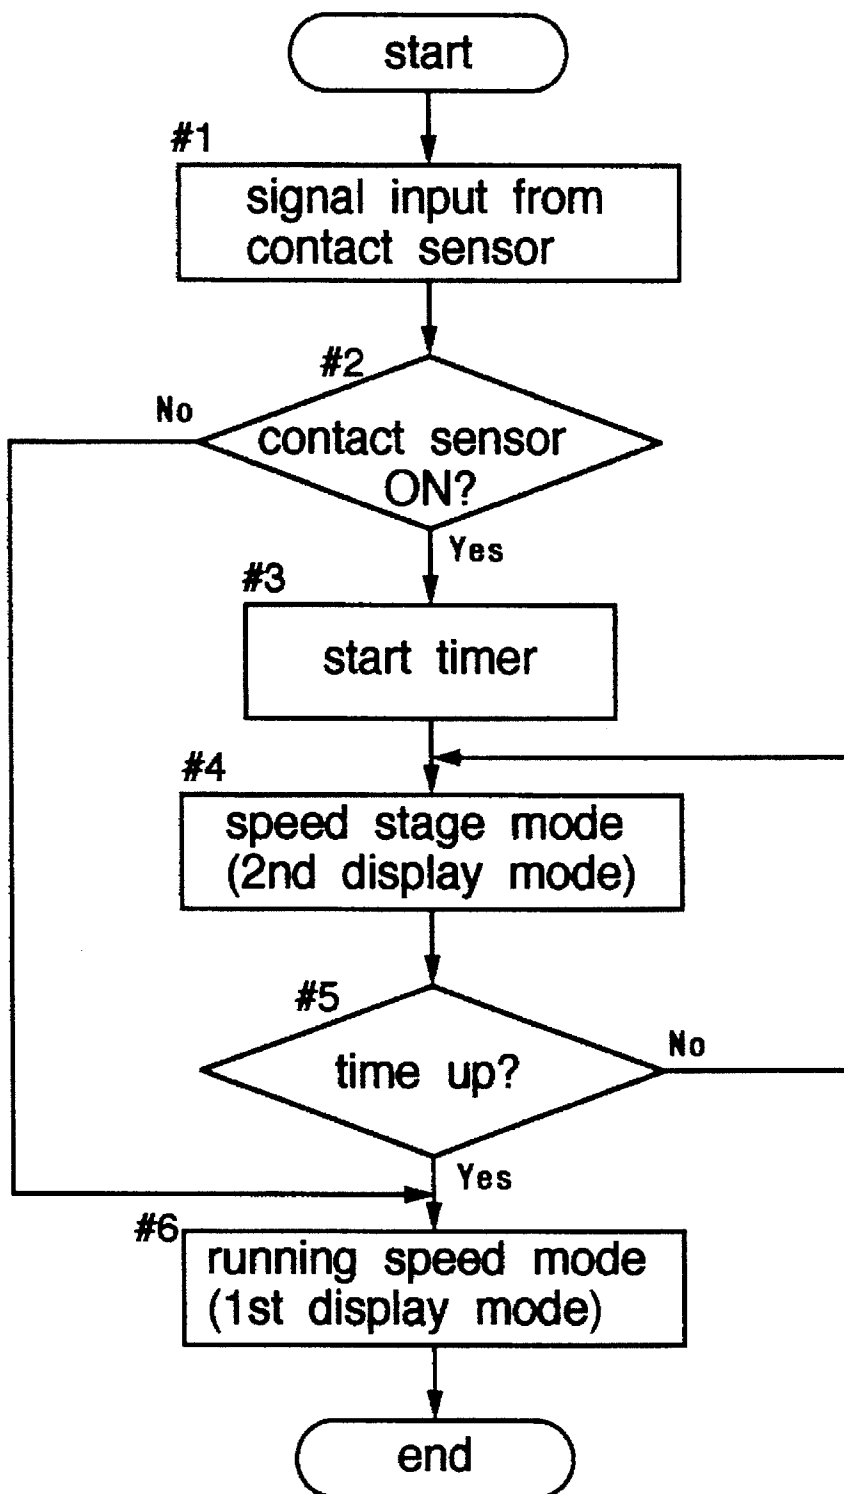 start
#1
signal input from
contact sensor
#2
No
contact sensor
ON?
Yes
#3
start timer
#4
speed stage mode
(2nd display mode)
#5
time up?
No
Yes
#6
running speed mode
(1st display mode)
end